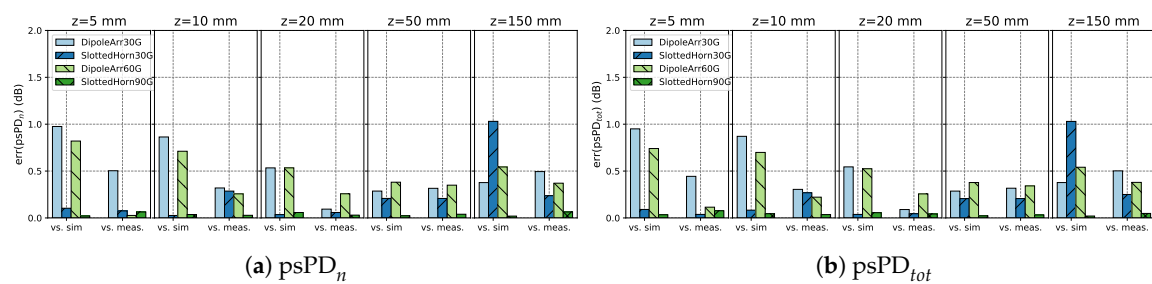 z=5 mm z=10 mm z=20 mm z=50 mm z=150 mm
2.0
1.5
1.0
0.5
0.0
err(psPDn) (dB)
DipoleArr30G
SlottedHorn30G
DipoleArr60G
SlottedHorn90G
vs. sim vs. meas. vs. sim vs. meas. vs. sim vs. meas. vs. sim vs. meas. vs. sim vs. meas.
(a) psPDn
z=5 mm z=10 mm z=20 mm z=50 mm z=150 mm
2.0
1.5
1.0
0.5
0.0
err(psPDtot) (dB)
DipoleArr30G
SlottedHorn30G
DipoleArr60G
SlottedHorn90G
vs. sim vs. meas. vs. sim vs. meas. vs. sim vs. meas. vs. sim vs. meas. vs. sim vs. meas.
(b) psPDtot